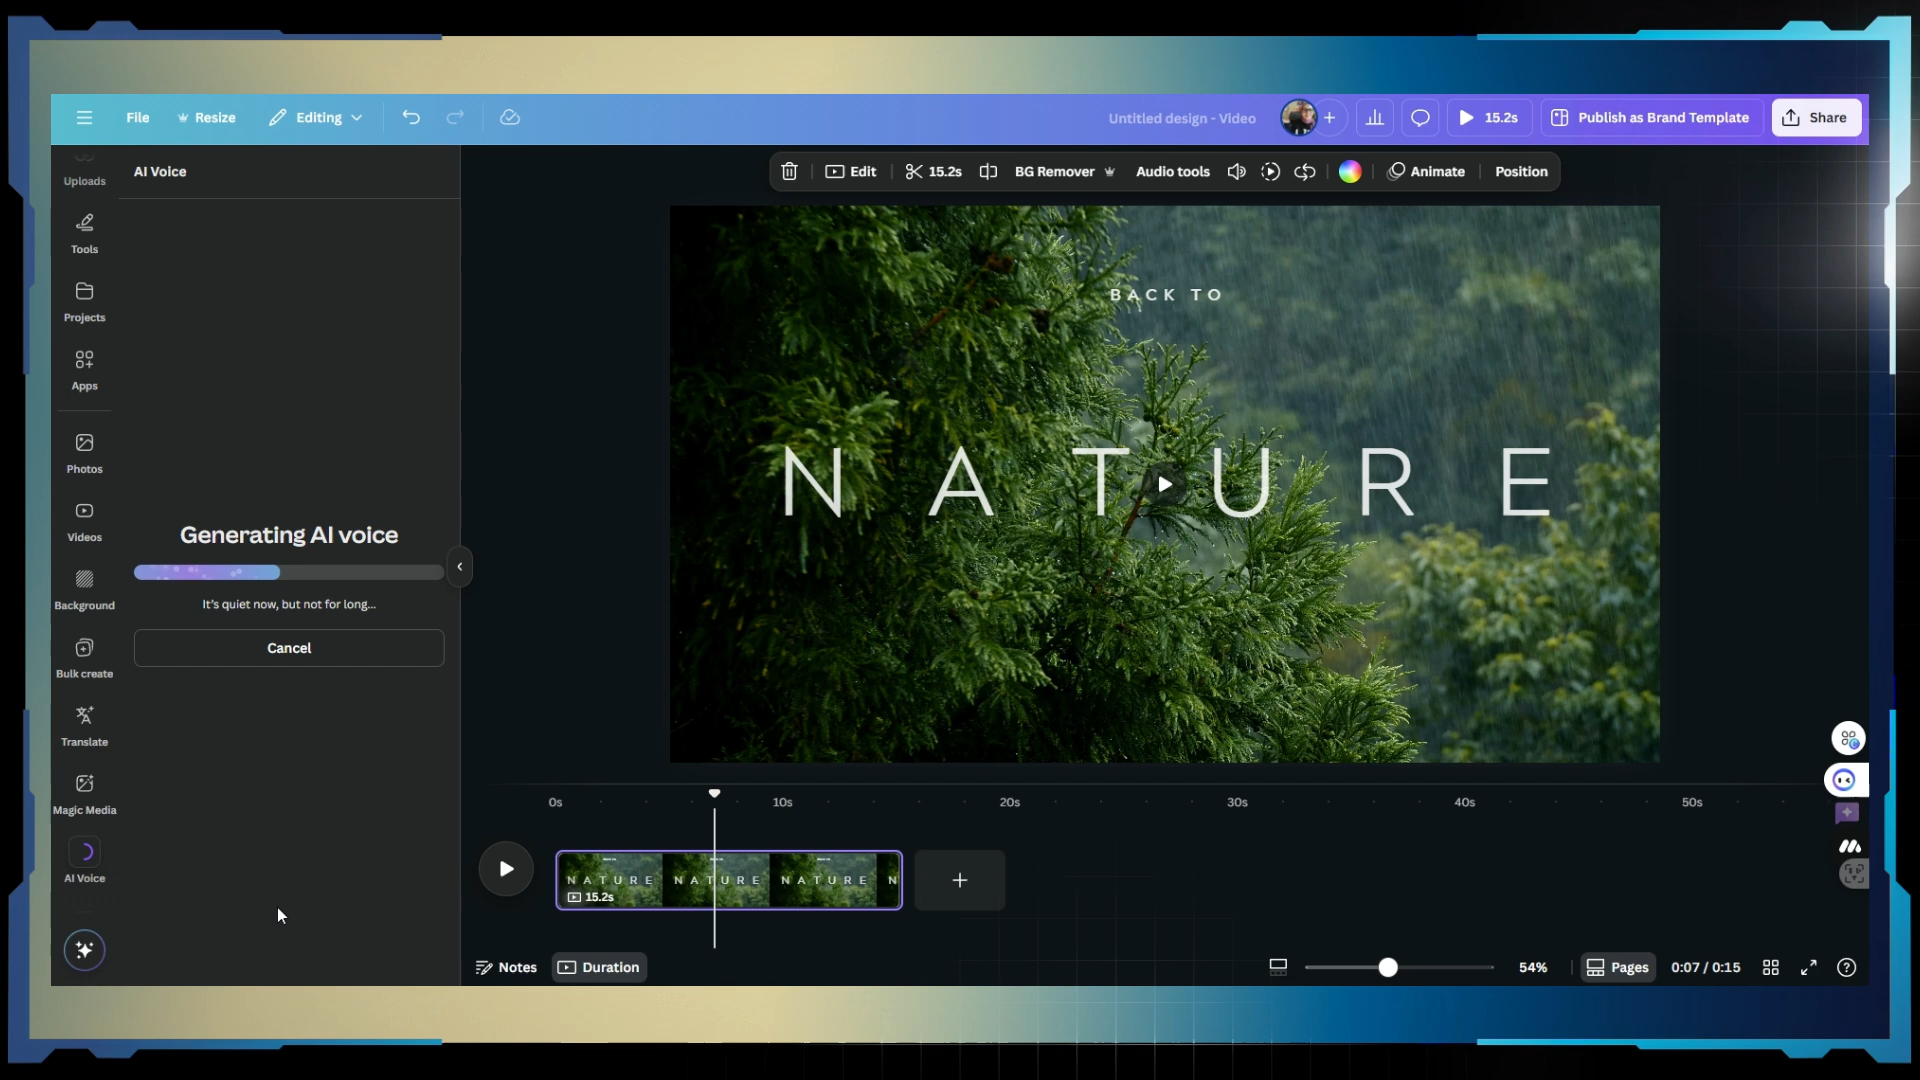 File
Resize
Editing
Untitled design - Video
15.2s
Publish as Brand Template
Share
Uploads
AI Voice
Edit
15.2s
BG Remover
Audio tools
Animate
Position
Tools
Projects
Apps
Photos
Videos
Background
Bulk create
Translate
Magic Media
AI Voice
Generating AI voice
It's quiet now, but not for long...
Cancel
BACK TO
NATURE
0s
10s
20s
30s
40s
50s
NATURE
NATURE
NATURE
N
15.2s
Notes
Duration
54%
Pages
0:07 / 0:15